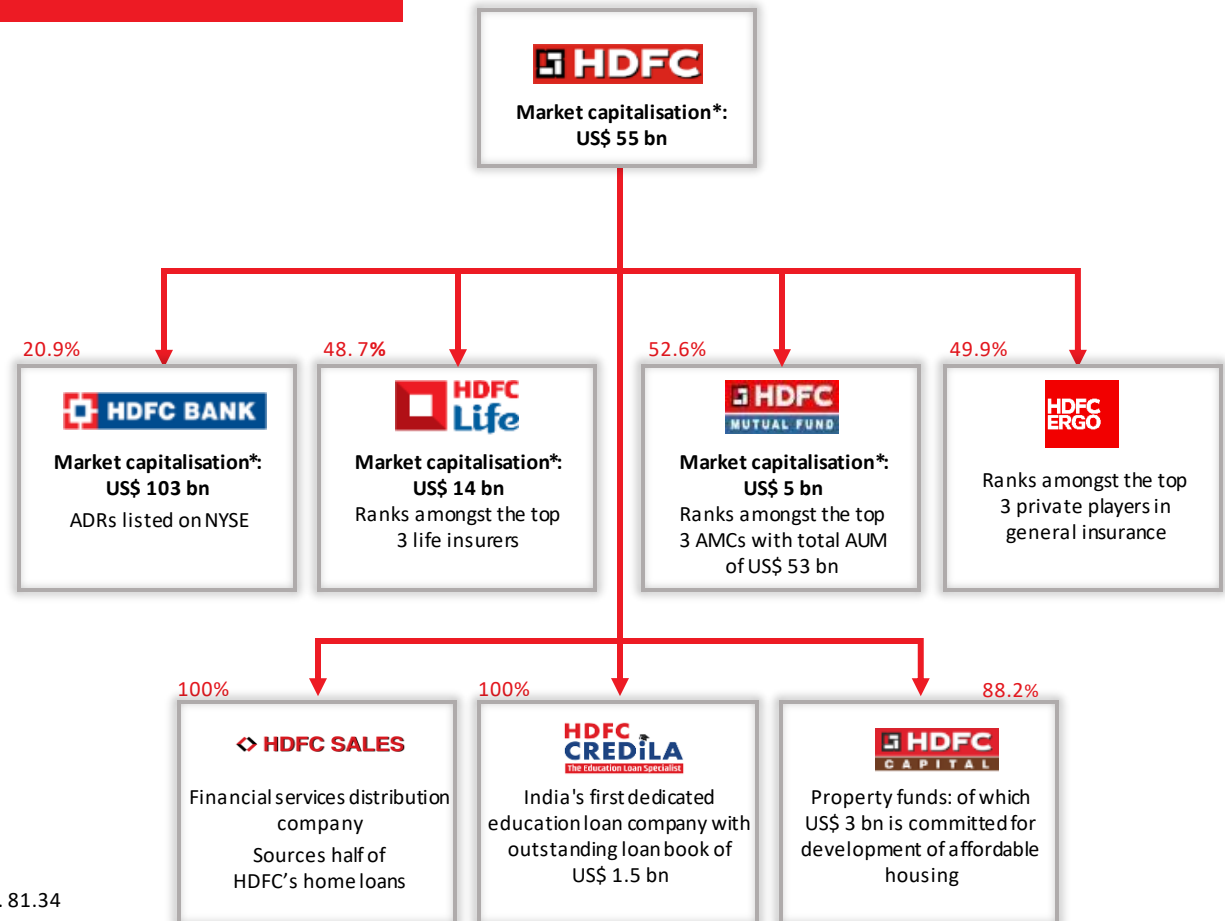 HDFC
Market capitalisation*:
US$ 55 bn
20.9%
48. 7%
52.6%
49.9%
HDFC BANK
Market capitalisation*:
US$ 103 bn
ADRs listed on NYSE
HDFC
Life
Market capitalisation*:
US$ 14 bn
Ranks amongst the top
3 life insurers
HDFC
MUTUAL FUND
Market capitalisation*:
US$ 5 bn
Ranks amongst the top
3 AMCs with total AUM
of US$ 53 bn
HDFC
ERGO
Ranks amongst the top
3 private players in
general insurance
100%
100%
88.2%
HDFC SALES
Financial services distribution
company
Sources half of
HDFC’s home loans
HDFC
CREDiLA
The Education Loan Specialist
India's first dedicated
education loan company with
outstanding loan book of
US$ 1.5 bn
HDFC
CAPITAL
Property funds: of which
US$ 3 bn is committed for
development of affordable
housing
. 81.34